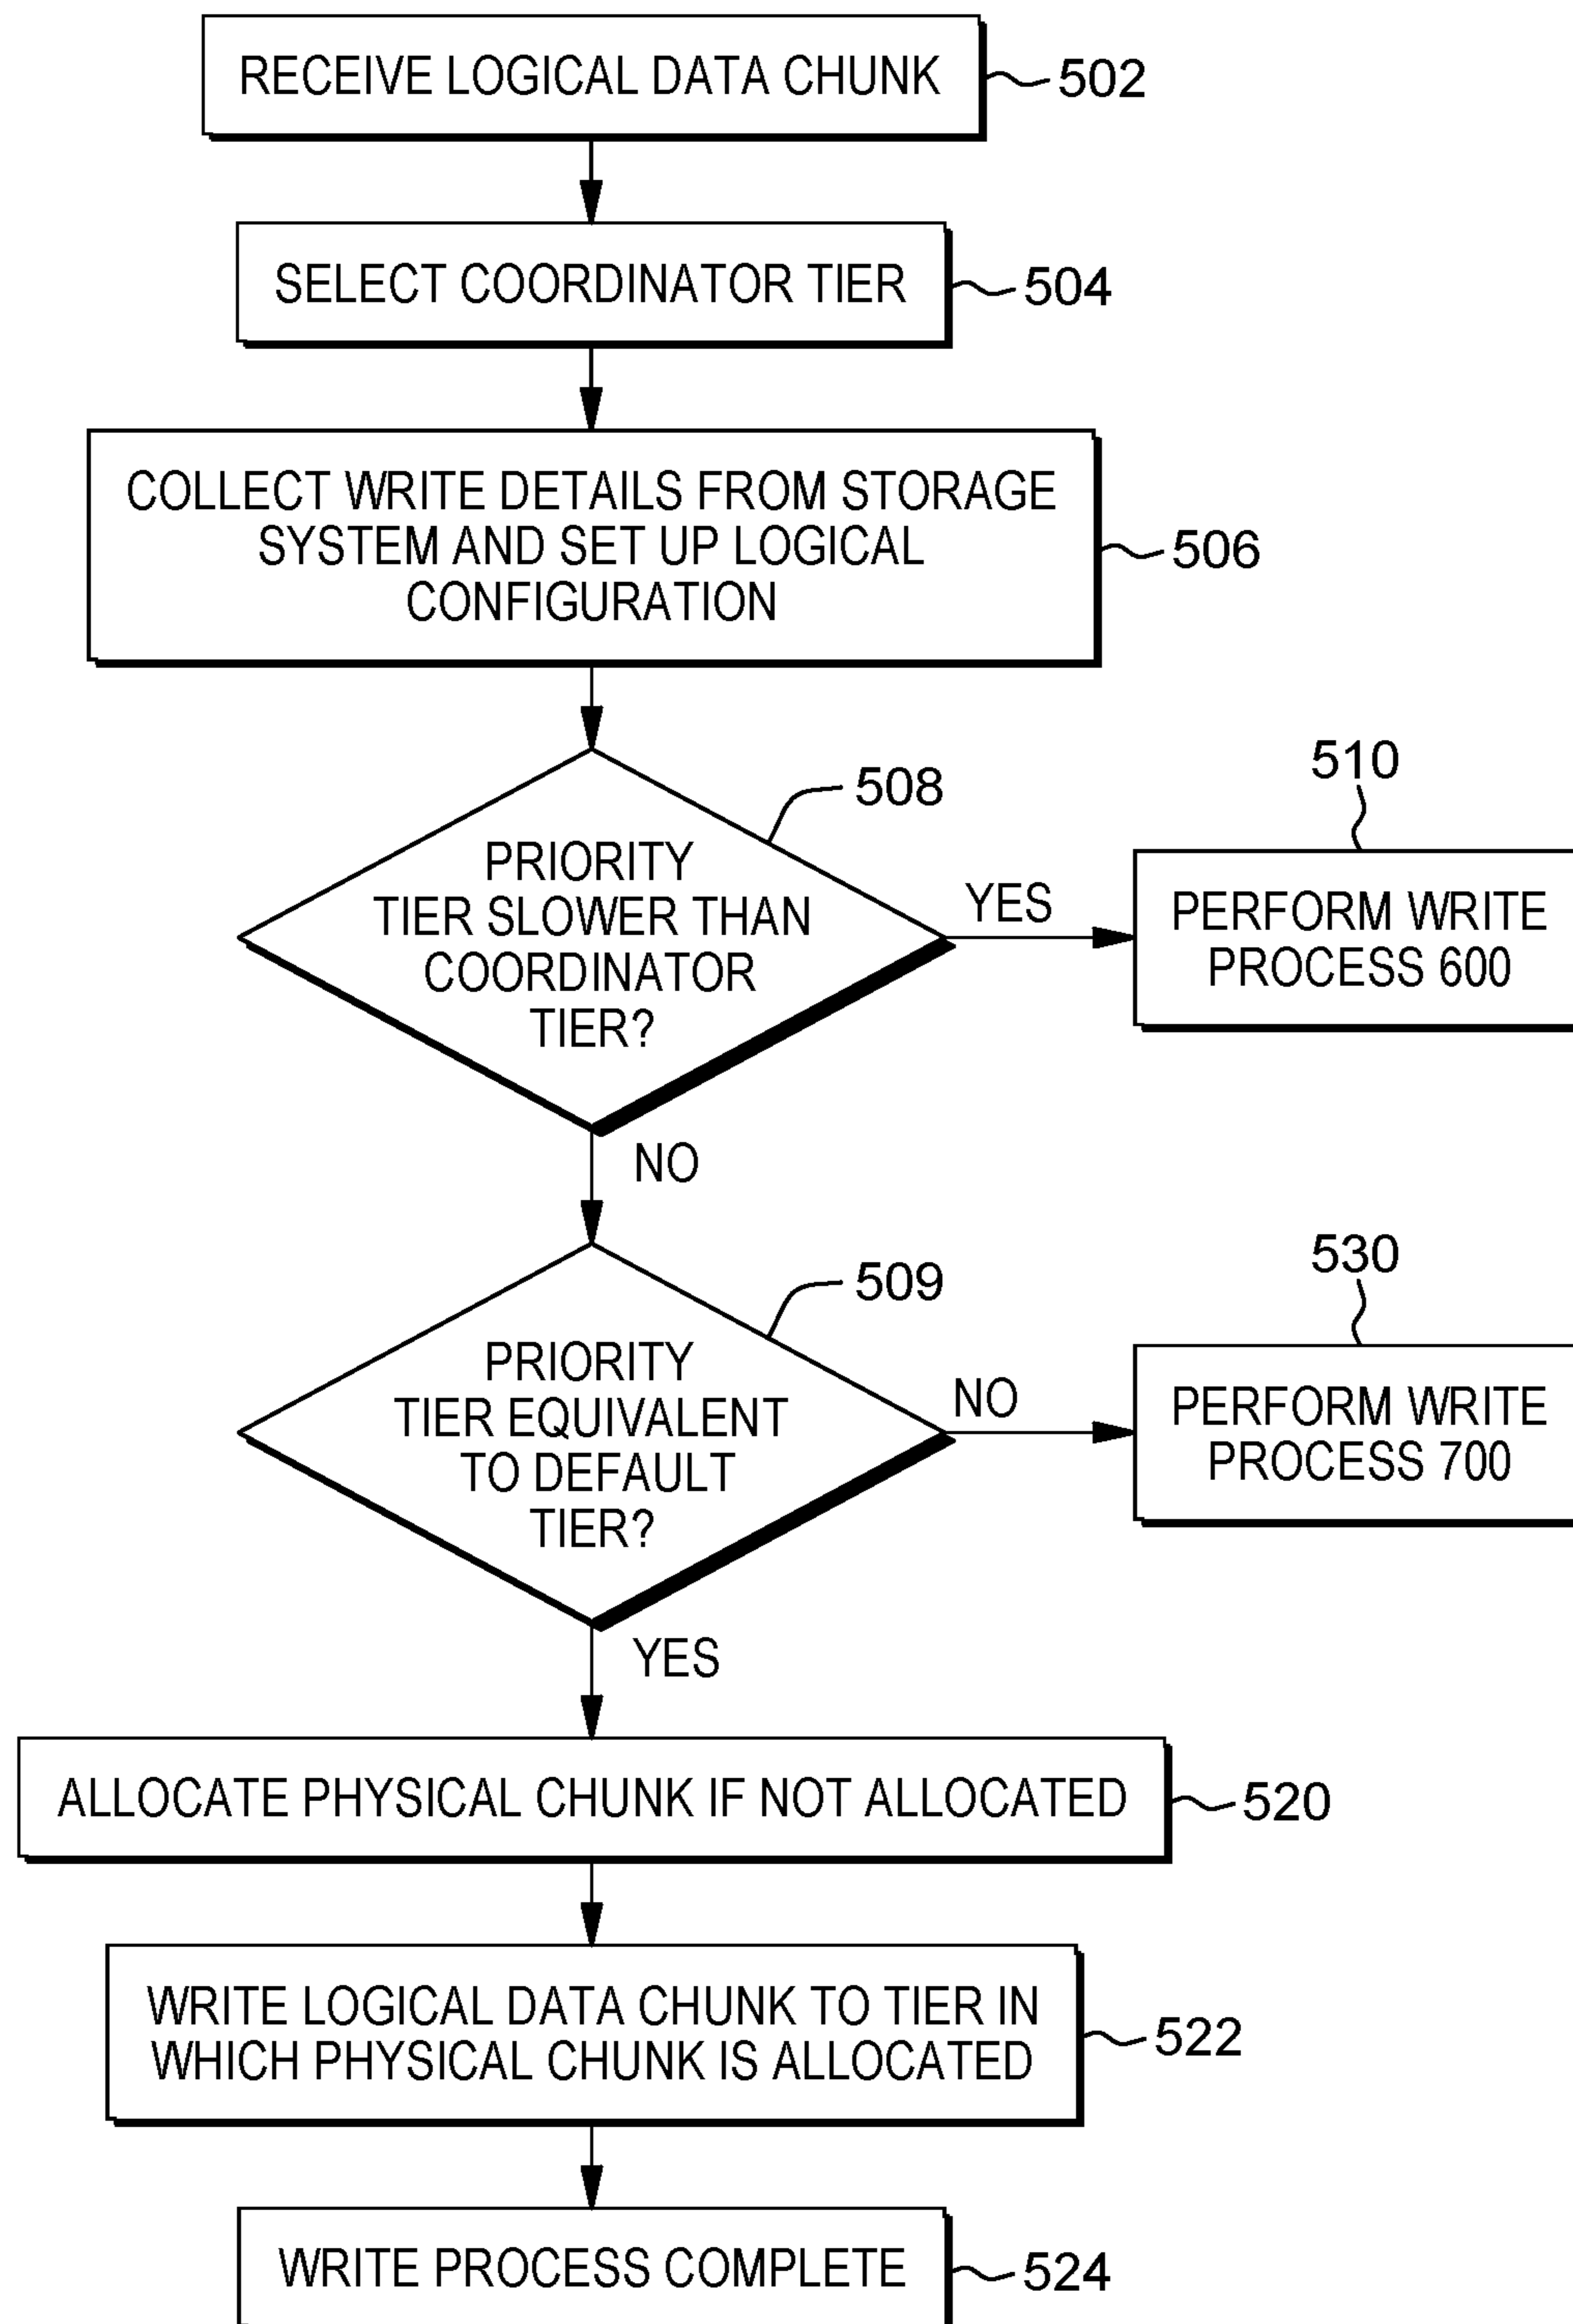 RECEIVE LOGICAL DATA CHUNK
502
SELECT COORDINATOR TIER
504
COLLECT WRITE DETAILS FROM STORAGE
SYSTEM AND SET UP LOGICAL
CONFIGURATION
506
508
PRIORITY
TIER SLOWER THAN
COORDINATOR
TIER?
YES
510
PERFORM WRITE
PROCESS 600
NO
509
PRIORITY
TIER EQUIVALENT
TO DEFAULT
TIER?
NO
530
PERFORM WRITE
PROCESS 700
YES
ALLOCATE PHYSICAL CHUNK IF NOT ALLOCATED
520
WRITE LOGICAL DATA CHUNK TO TIER IN
WHICH PHYSICAL CHUNK IS ALLOCATED
522
WRITE PROCESS COMPLETE
524